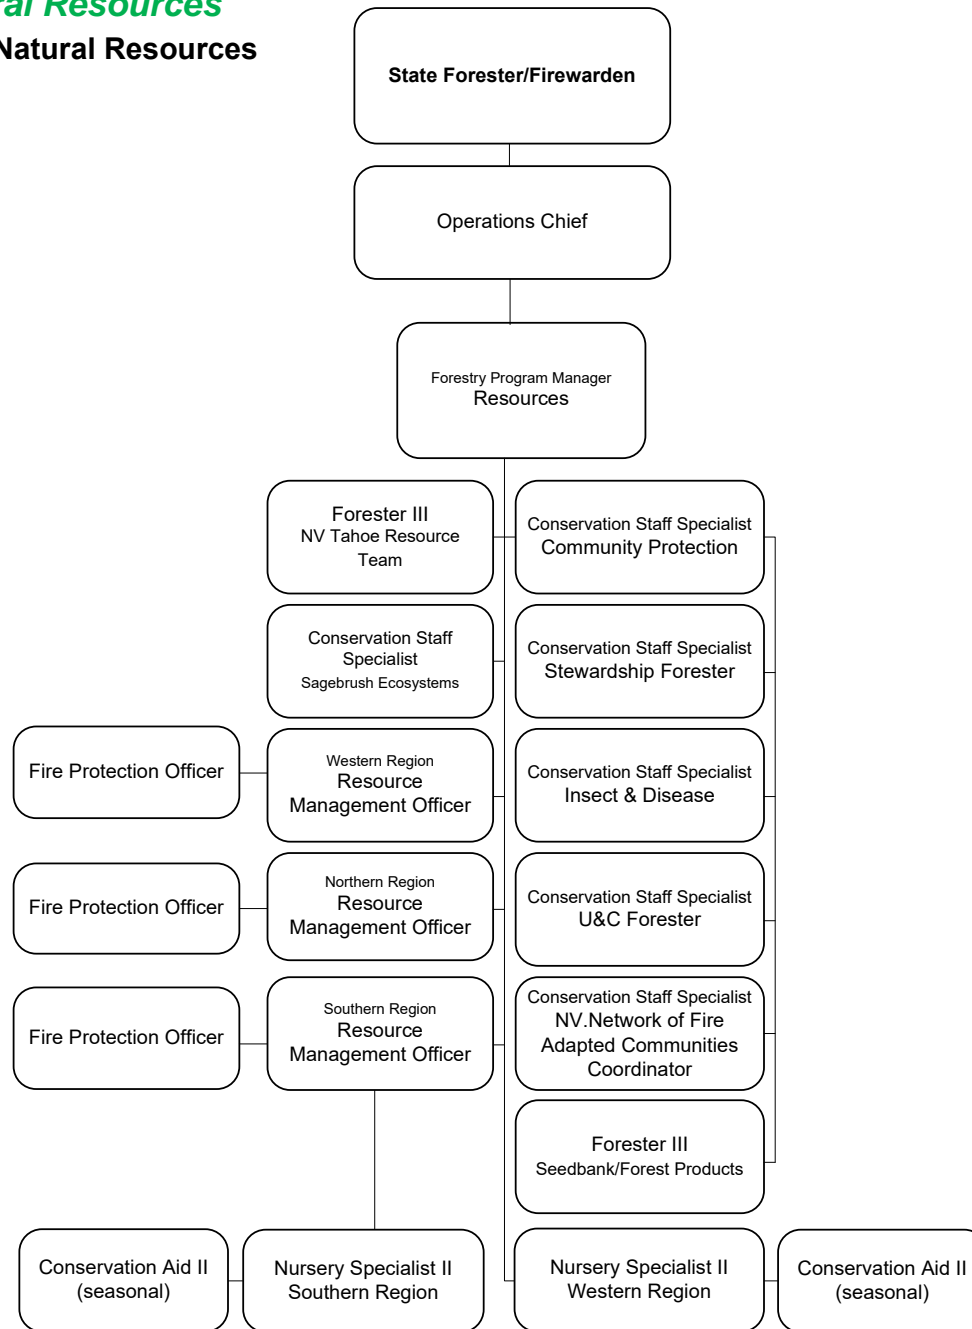 ral Resources
Natural Resources
State Forester/Firewarden
Operations Chief
Forestry Program Manager
Resources
Forester III
NV Tahoe Resource
Team
Conservation Staff Specialist
Community Protection
Conservation Staff
Specialist
Sagebrush Ecosystems
Conservation Staff Specialist
Stewardship Forester
Fire Protection Officer
Western Region
Resource
Management Officer
Conservation Staff Specialist
Insect & Disease
Fire Protection Officer
Northern Region
Resource
Management Officer
Conservation Staff Specialist
U&C Forester
Fire Protection Officer
Southern Region
Resource
Management Officer
Conservation Staff Specialist
NV.Network of Fire
Adapted Communities
Coordinator
Forester III
Seedbank/Forest Products
Conservation Aid II
(seasonal)
Nursery Specialist II
Southern Region
Nursery Specialist II
Western Region
Conservation Aid II
(seasonal)